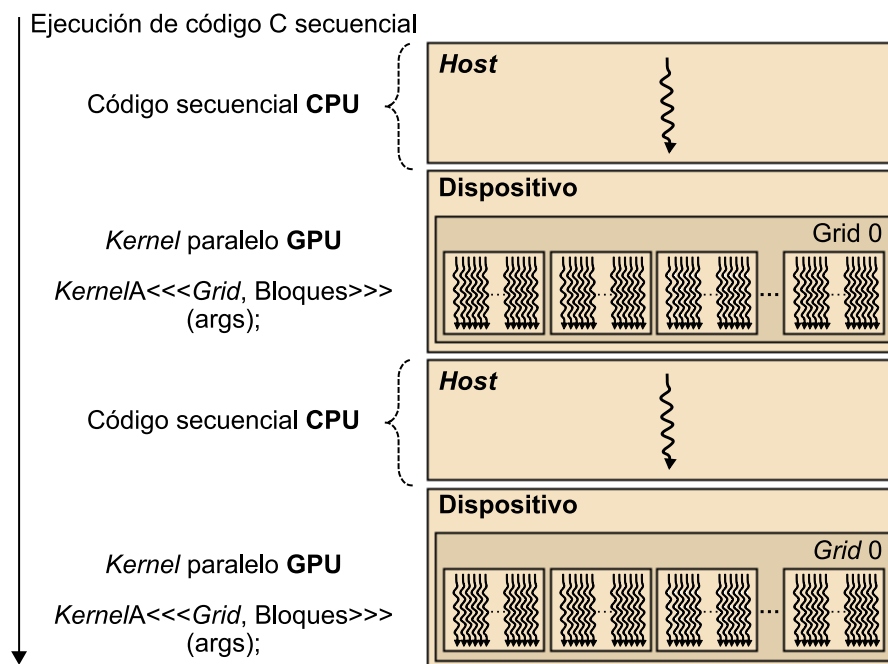 Ejecución de código C secuencial
Host
Código secuencial CPU
Dispositivo
Grid 0
Kernel paralelo GPU
KernelA<<<Grid, Bloques>>>
(args);
...
Host
Código secuencial CPU
Dispositivo
Grid 0
Kernel paralelo GPU
KernelA<<<Grid, Bloques>>>
(args);
...